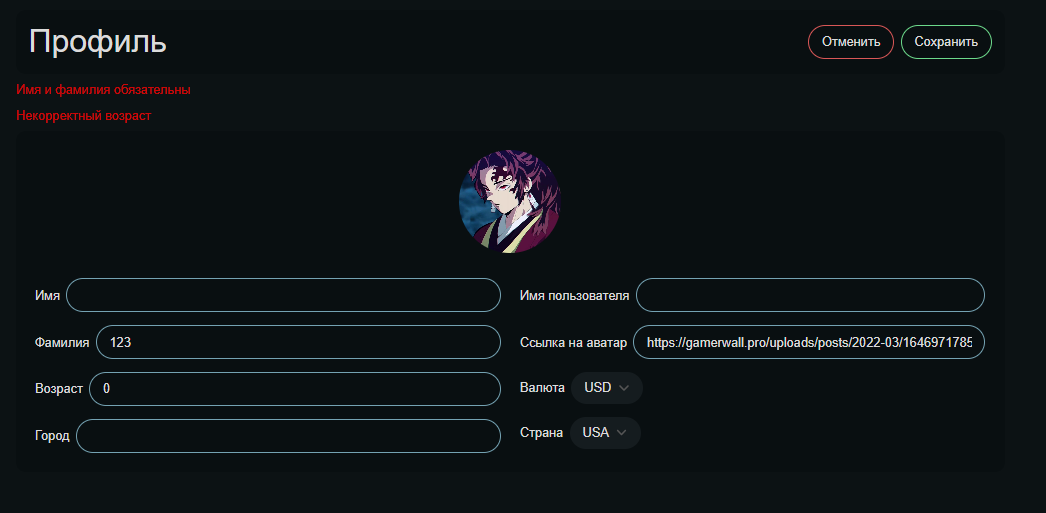 Профиль
Отменить
Сохранить
Имя и фамилия обязательны
Некорректный возраст
Имя
Имя пользователя
Фамилия 123
Ссылка на аватар https://gamerwall.pro/uploads/posts/2022-03/1646971785
Возраст 0
Валюта USD
Город
Страна USA